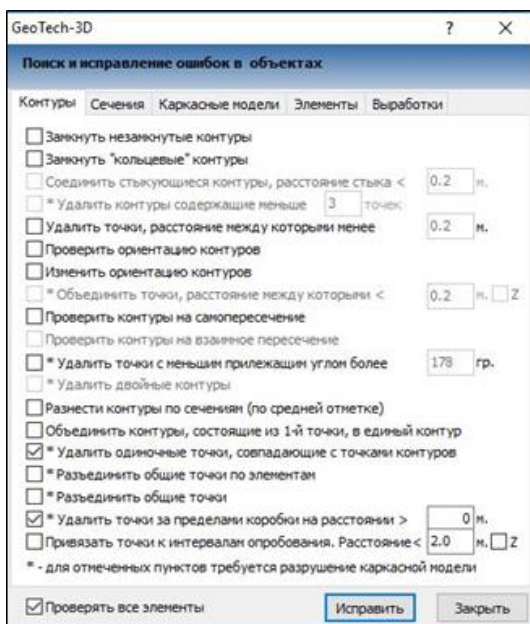 GeoTech-3D ? X
Поиск и исправление ошибок в объектах
Контуры Сечения Каркасные модели Элементы Выработки
Замкнуть незамкнутые контуры
Замкнуть "кольцевые" контуры
Соединить стыкующиеся контуры, расстояние стыка < 0.2 м.
* Удалить контуры содержащие меньше 3 точек
Удалить точки, расстояние между которыми менее 0.2 м.
Проверить ориентацию контуров
Изменить ориентацию контуров
* Объединить точки, расстояние между которыми < 0.2 м. Z
Проверить контуры на самопересечение
Проверить контуры на взаимное пересечение
* Удалить точки с меньшим прилежащим углом более 178 гр.
* Удалить двойные контуры
Разнести контуры по сечениям (по средней отметке)
Объединить контуры, состоящие из 1-й точки, в единый контур
* Удалить одиночные точки, совпадающие с точками контуров
* Разъединить общие точки по элементам
* Разъединить общие точки
* Удалить точки за пределами коробки на расстоянии > 0 м.
Привязать точки к интервалам опробования. Расстояние < 2.0 м. Z
* - для отмеченных пунктов требуется разрушение каркасной модели
Проверять все элементы Исправить Закрыть